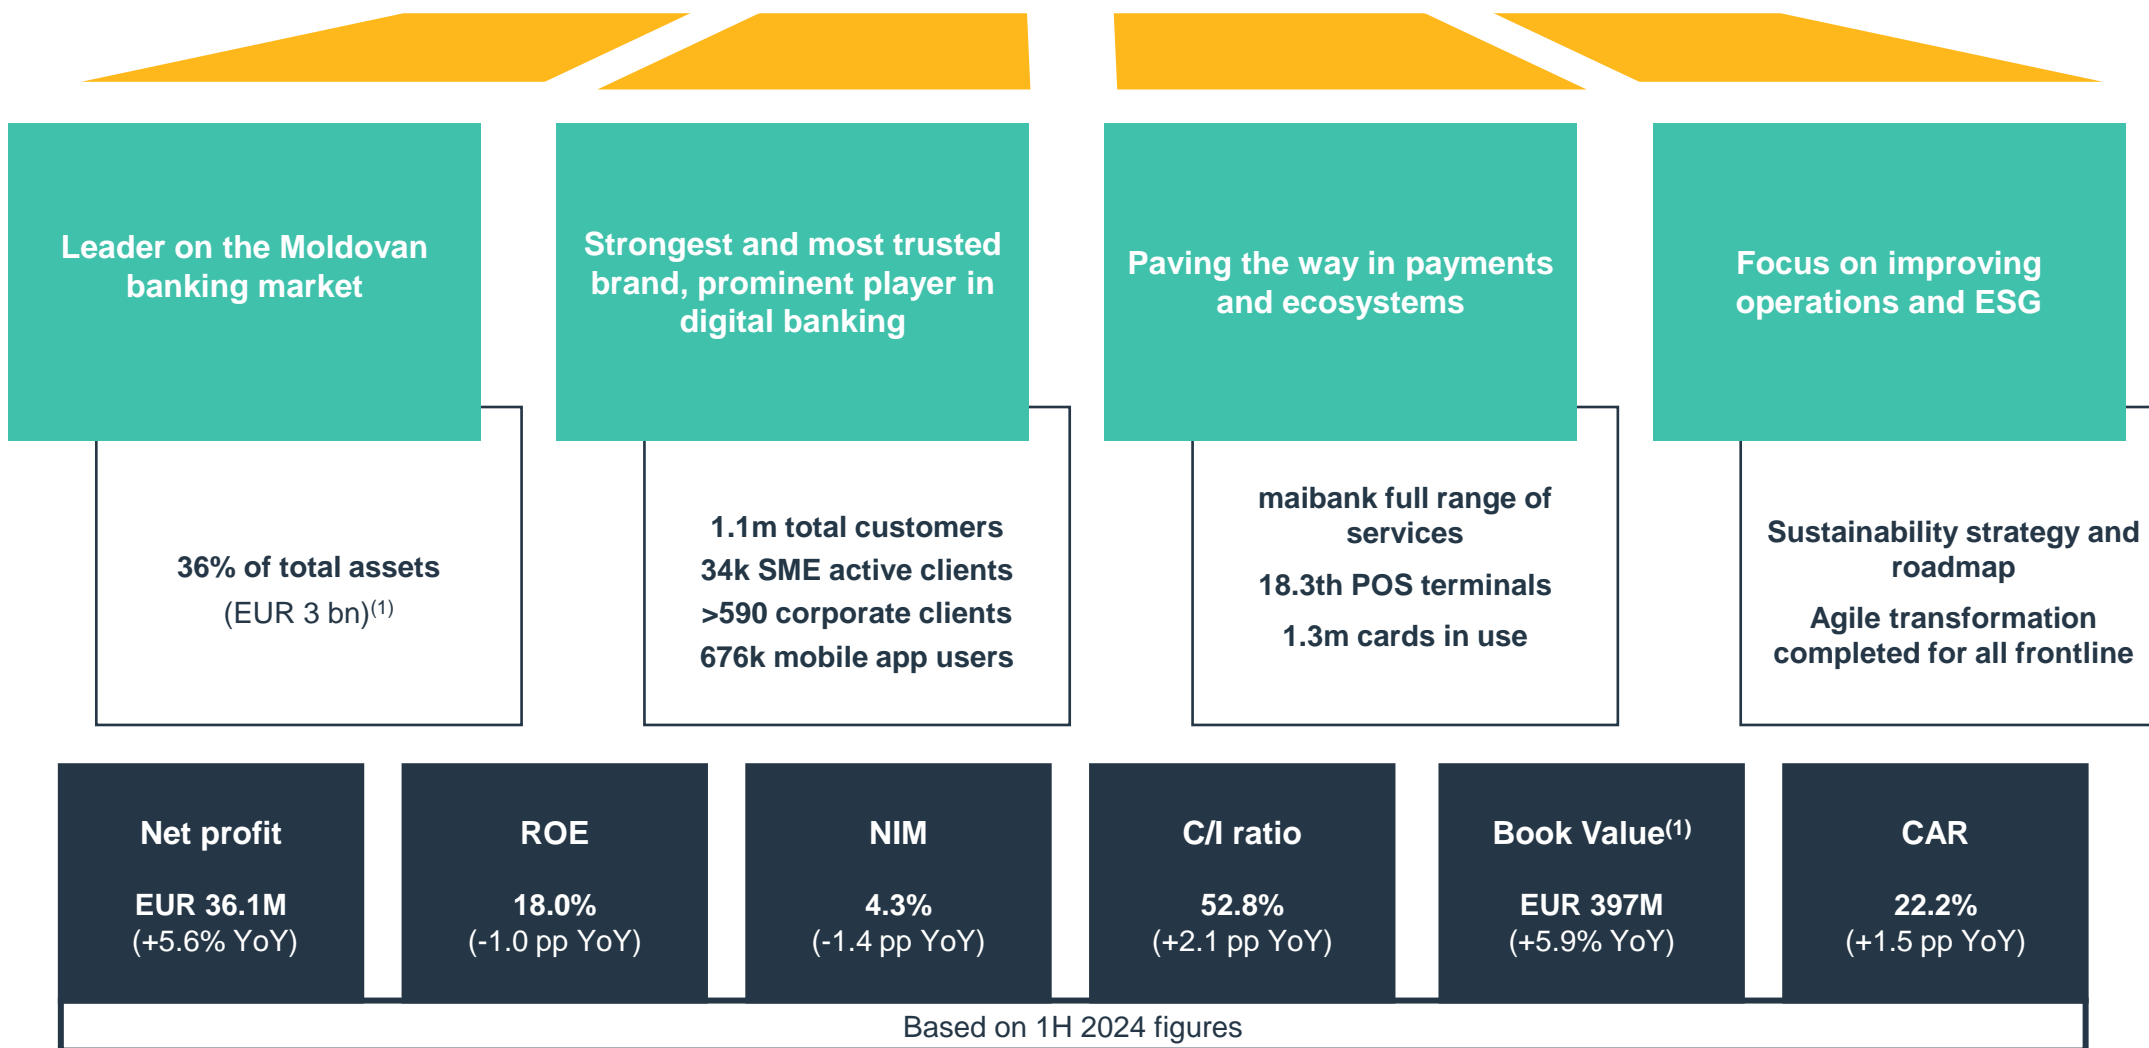 Leader on the Moldovan
banking market
36% of total assets
(EUR 3 bn)(1)
Strongest and most trusted
brand, prominent player in
digital banking
1.1m total customers
34k SME active clients
>590 corporate clients
676k mobile app users
Paving the way in payments
and ecosystems
maibank full range of
services
18.3th POS terminals
1.3m cards in use
Focus on improving
operations and ESG
Sustainability strategy and
roadmap
Agile transformation
completed for all frontline
Net profit
EUR 36.1M
(+5.6% YoY)
ROE
18.0%
(-1.0 pp YoY)
NIM
4.3%
(-1.4 pp YoY)
C/I ratio
52.8%
(+2.1 pp YoY)
Book Value(1)
EUR 397M
(+5.9% YoY)
CAR
22.2%
(+1.5 pp YoY)
Based on 1H 2024 figures